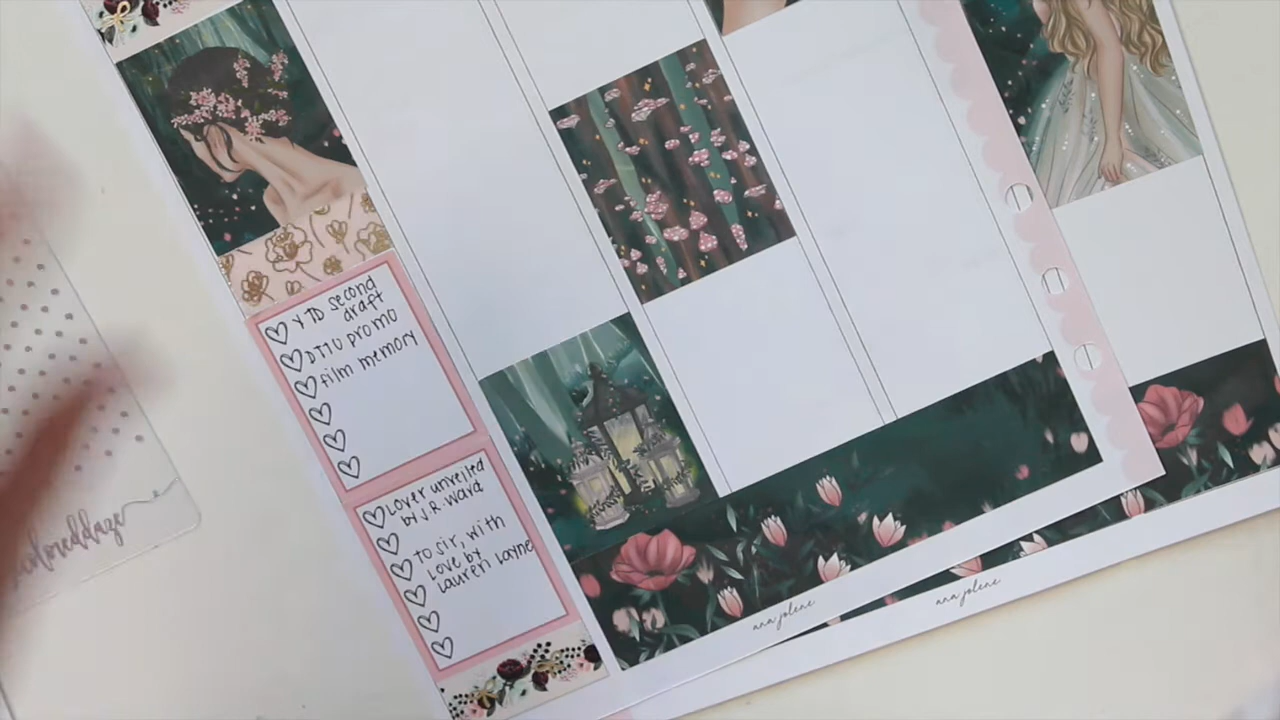 YTD second
draft
DTTU promo
film memory
Lover unveiled
by J.R. Ward
To sir, with
love by
Lauren Layne
ana jolene
ana jolene